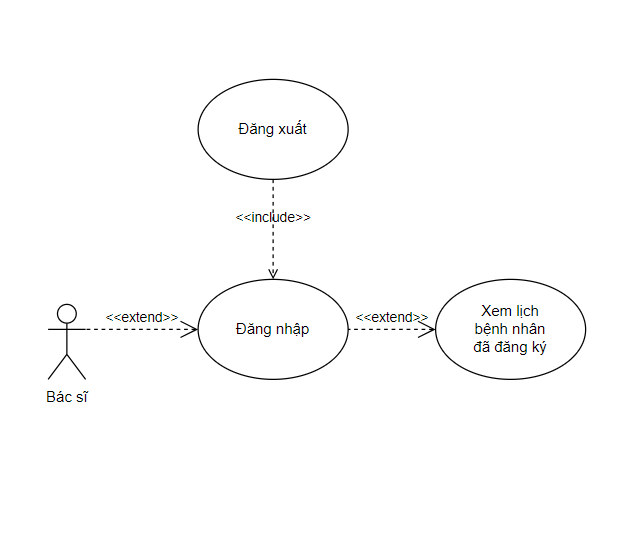 Đăng xuất
<<include>>
<<extend>>
Đăng nhập
<<extend>>
Xem lịch
bệnh nhân
đã đăng ký
Bác sĩ